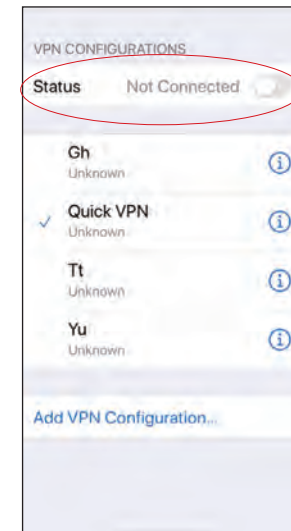 VPN CONFIGURATIONS
Status Not Connected
Gh
Unknown
Quick VPN
Unknown
Tt
Unknown
Yu
Unknown
Add VPN Configuration...